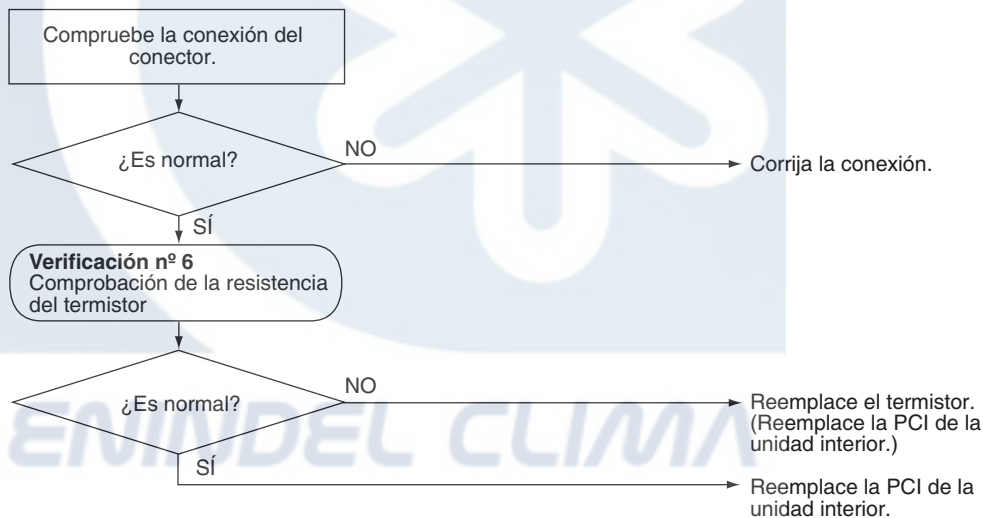 Compruebe la conexión del
conector.
¿Es normal?
NO
Corrija la conexión.
SÍ
Verificación nº 6
Comprobación de la resistencia
del termistor
¿Es normal?
NO
Reemplace el termistor.
(Reemplace la PCI de la
unidad interior.)
SÍ
Reemplace la PCI de la
unidad interior.
ENINDEL CLIMA